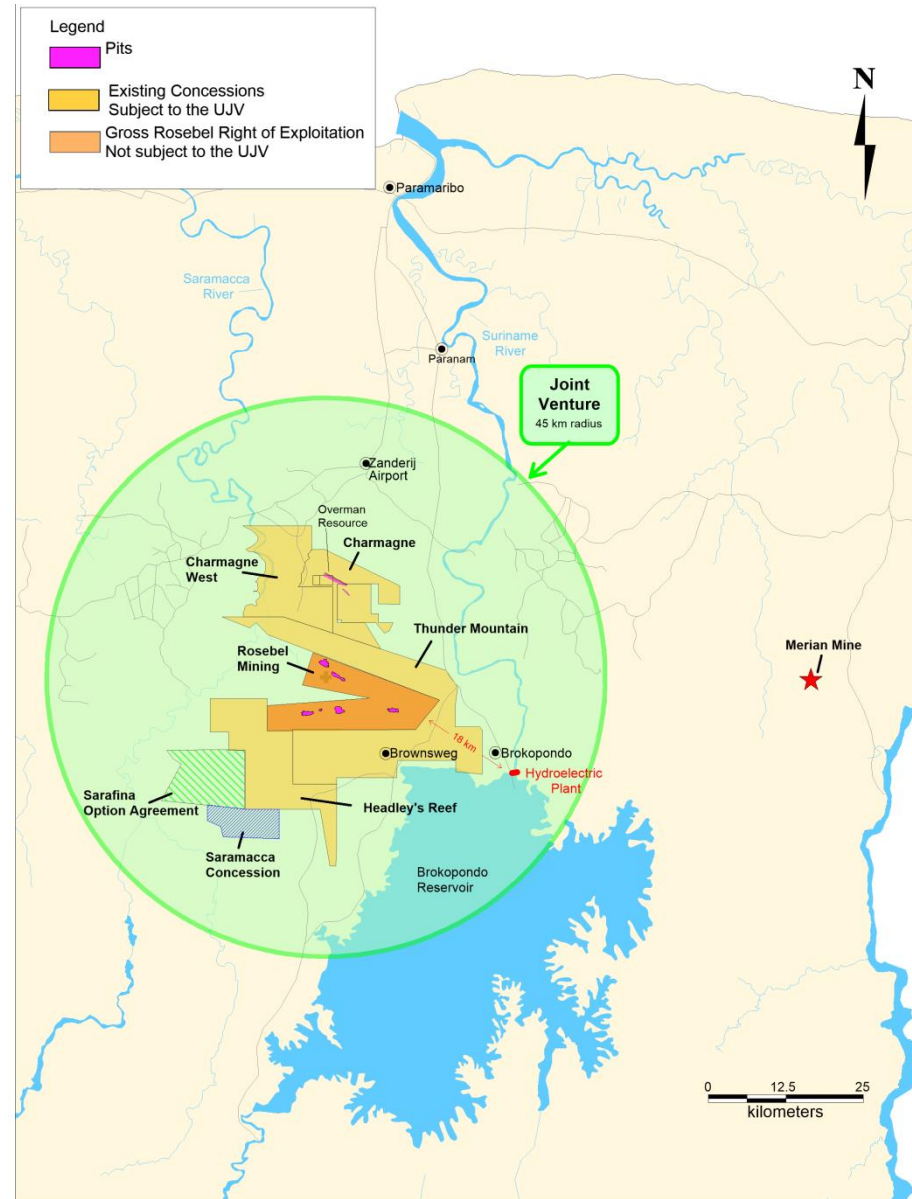 Legend
Pits
Existing Concessions
Subject to the UJV
Gross Rosebel Right of Exploitation
Not subject to the UJV
N
Paramaribo
Saramacca
River
Suriname
River
Paranam
Joint
Venture
45 km radius
Zanderij
Airport
Overman
Resource
Charmagne
Charmagne
West
Thunder Mountain
Rosebel
Mining
Merian Mine
18 km
Brownsweg
Brokopondo
Hydroelectric
Plant
Sarafina
Option Agreement
Headley's Reef
Saramacca
Concession
Brokopondo
Reservoir
0 12.5 25
kilometers